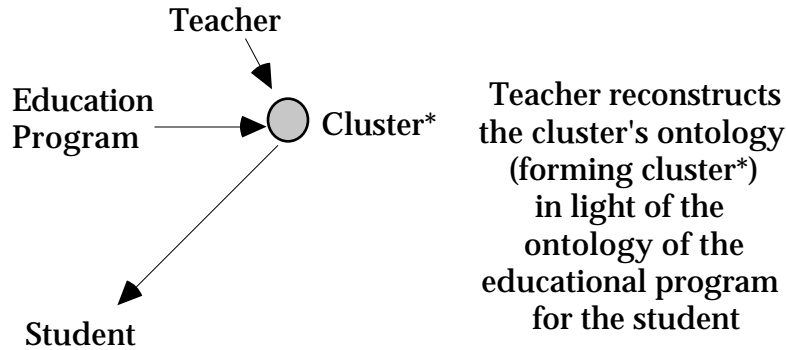 Teacher
Education
Program
Cluster*
Student
Teacher reconstructs
the cluster's ontology
(forming cluster*)
in light of the
ontology of the
educational program
for the student